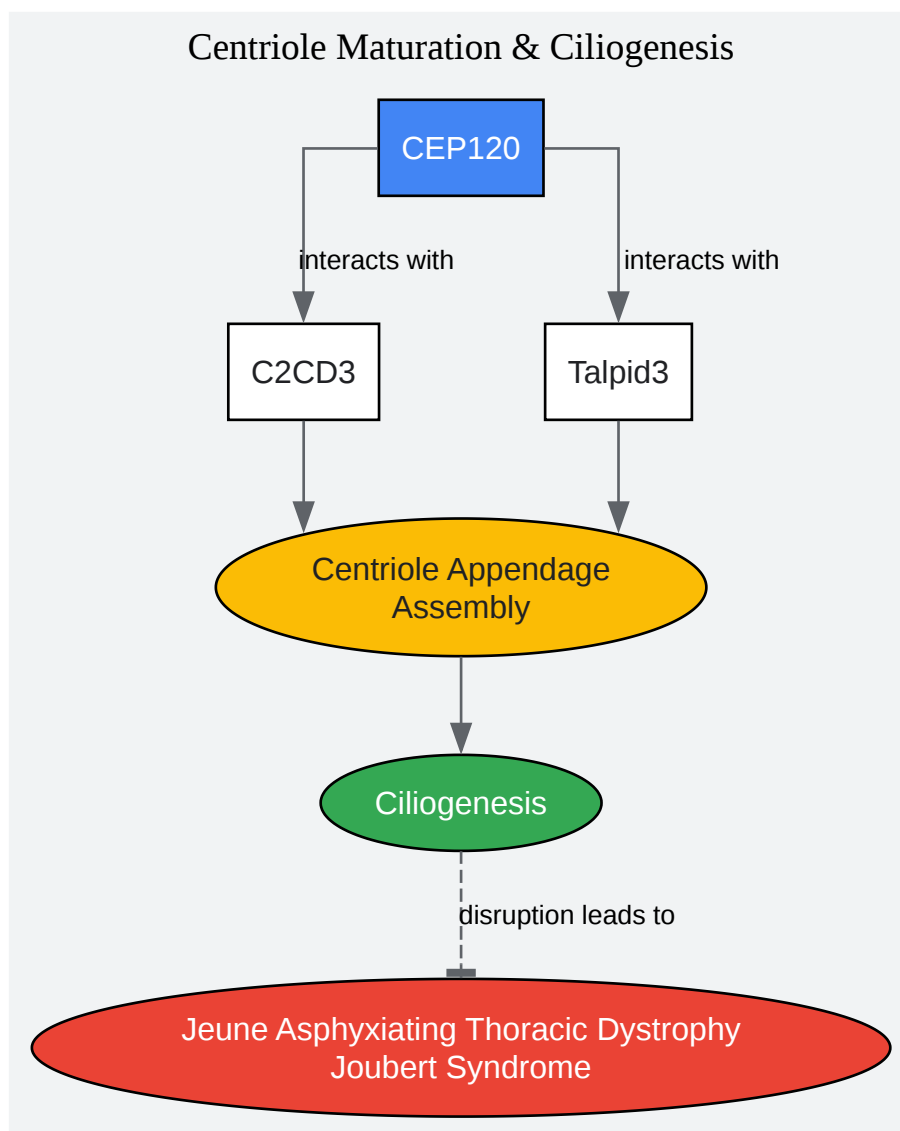 Centriole Maturation & Ciliogenesis
CEP120
interacts with
interacts with
C2CD3
Talpid3
Centriole Appendage
Assembly
Ciliogenesis
disruption leads to
Jeune Asphyxiating Thoracic Dystrophy
Joubert Syndrome